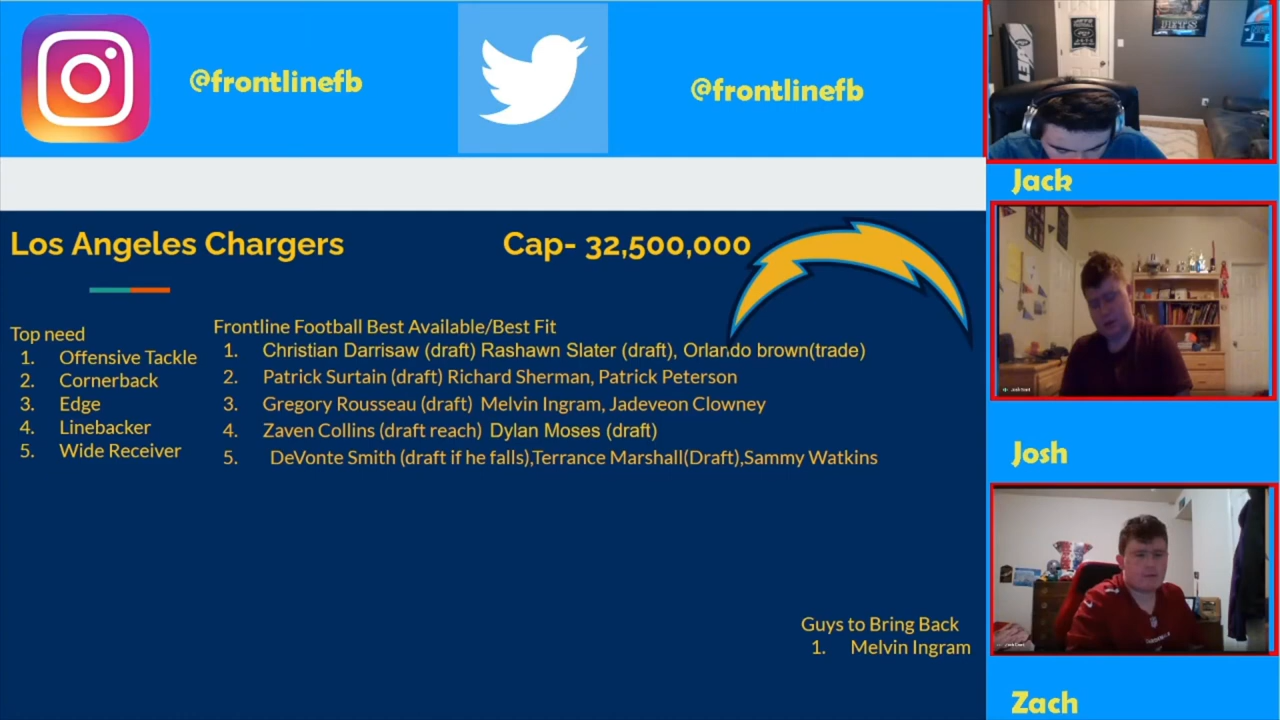 @frontlinefb
@frontlinefb
Jack
Los Angeles Chargers
Cap- 32,500,000
Top need
1. Offensive Tackle
2. Cornerback
3. Edge
4. Linebacker
5. Wide Receiver
Frontline Football Best Available/Best Fit
1. Christian Darrisaw (draft) Rashawn Slater (draft), Orlando brown(trade)
2. Patrick Surtain (draft) Richard Sherman, Patrick Peterson
3. Gregory Rousseau (draft) Melvin Ingram, Jadeveon Clowney
4. Zaven Collins (draft reach) Dylan Moses (draft)
5. DeVonte Smith (draft if he falls),Terrance Marshall(Draft),Sammy Watkins
Josh
Guys to Bring Back
1. Melvin Ingram
Zach